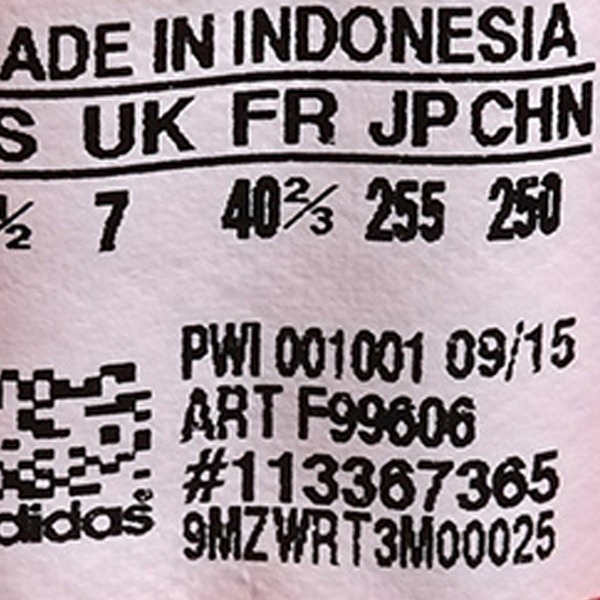 ADE IN INDONESIA
S UK FR JP CHN
½ 7 40⅔ 255 250
PWI 001001 09/15
ART F99606
#113367365
9MZWRT3M00025
didas